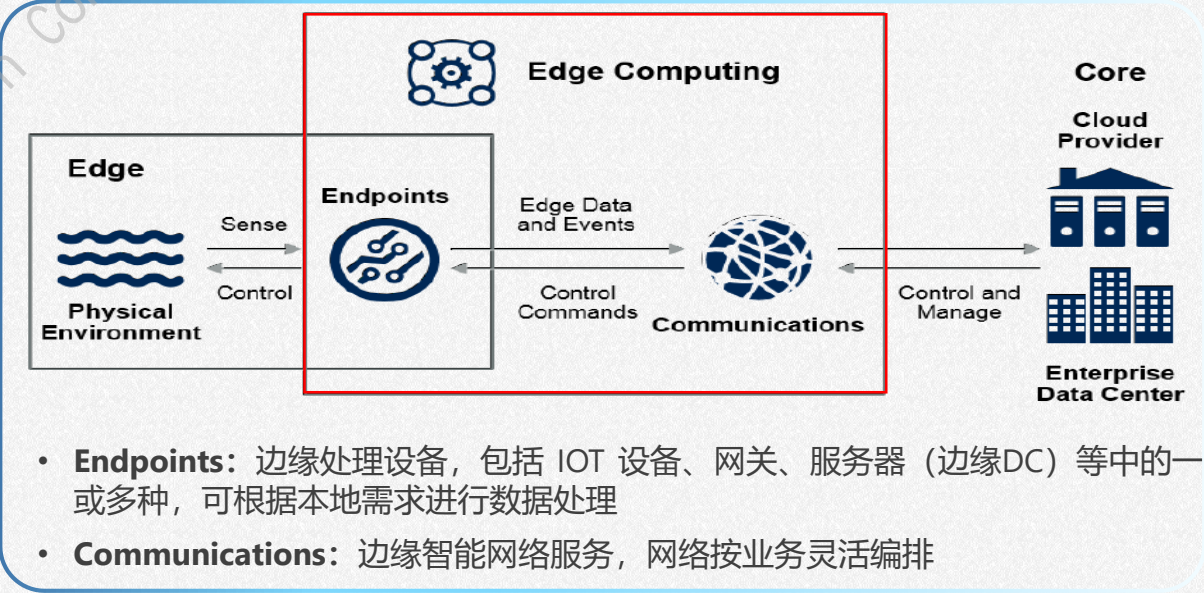 Edge Computing
Core
Cloud
Provider
Edge
Endpoints
Sense
Edge Data
and Events
Control
Control
Commands
Control and
Manage
Physical
Environment
Communications
Enterprise
Data Center
• Endpoints：边缘处理设备，包括 IOT 设备、网关、服务器（边缘DC）等中的一
或多种，可根据本地需求进行数据处理
• Communications：边缘智能网络服务，网络按业务灵活编排